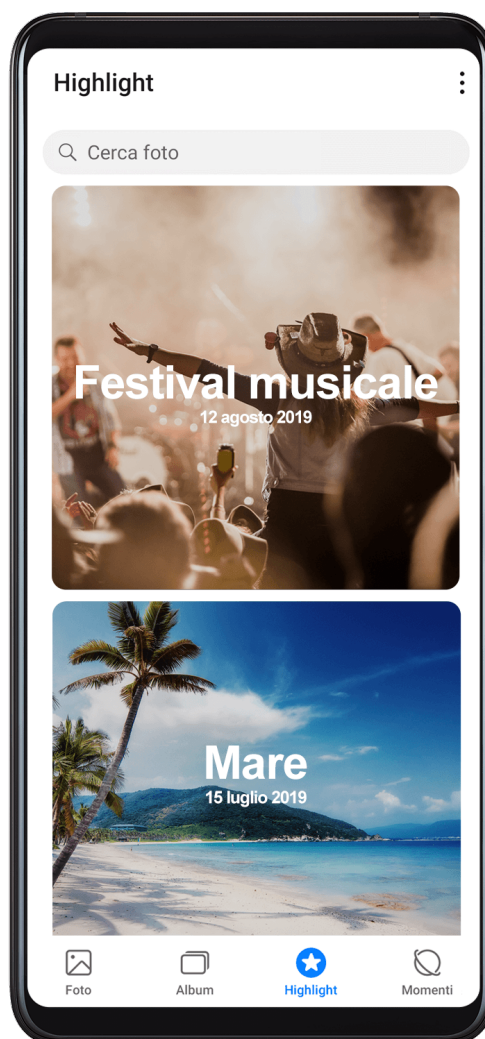 Highlight
Cerca foto
Festival musicale
12 agosto 2019
Mare
15 luglio 2019
Foto
Album
Highlight
Momenti